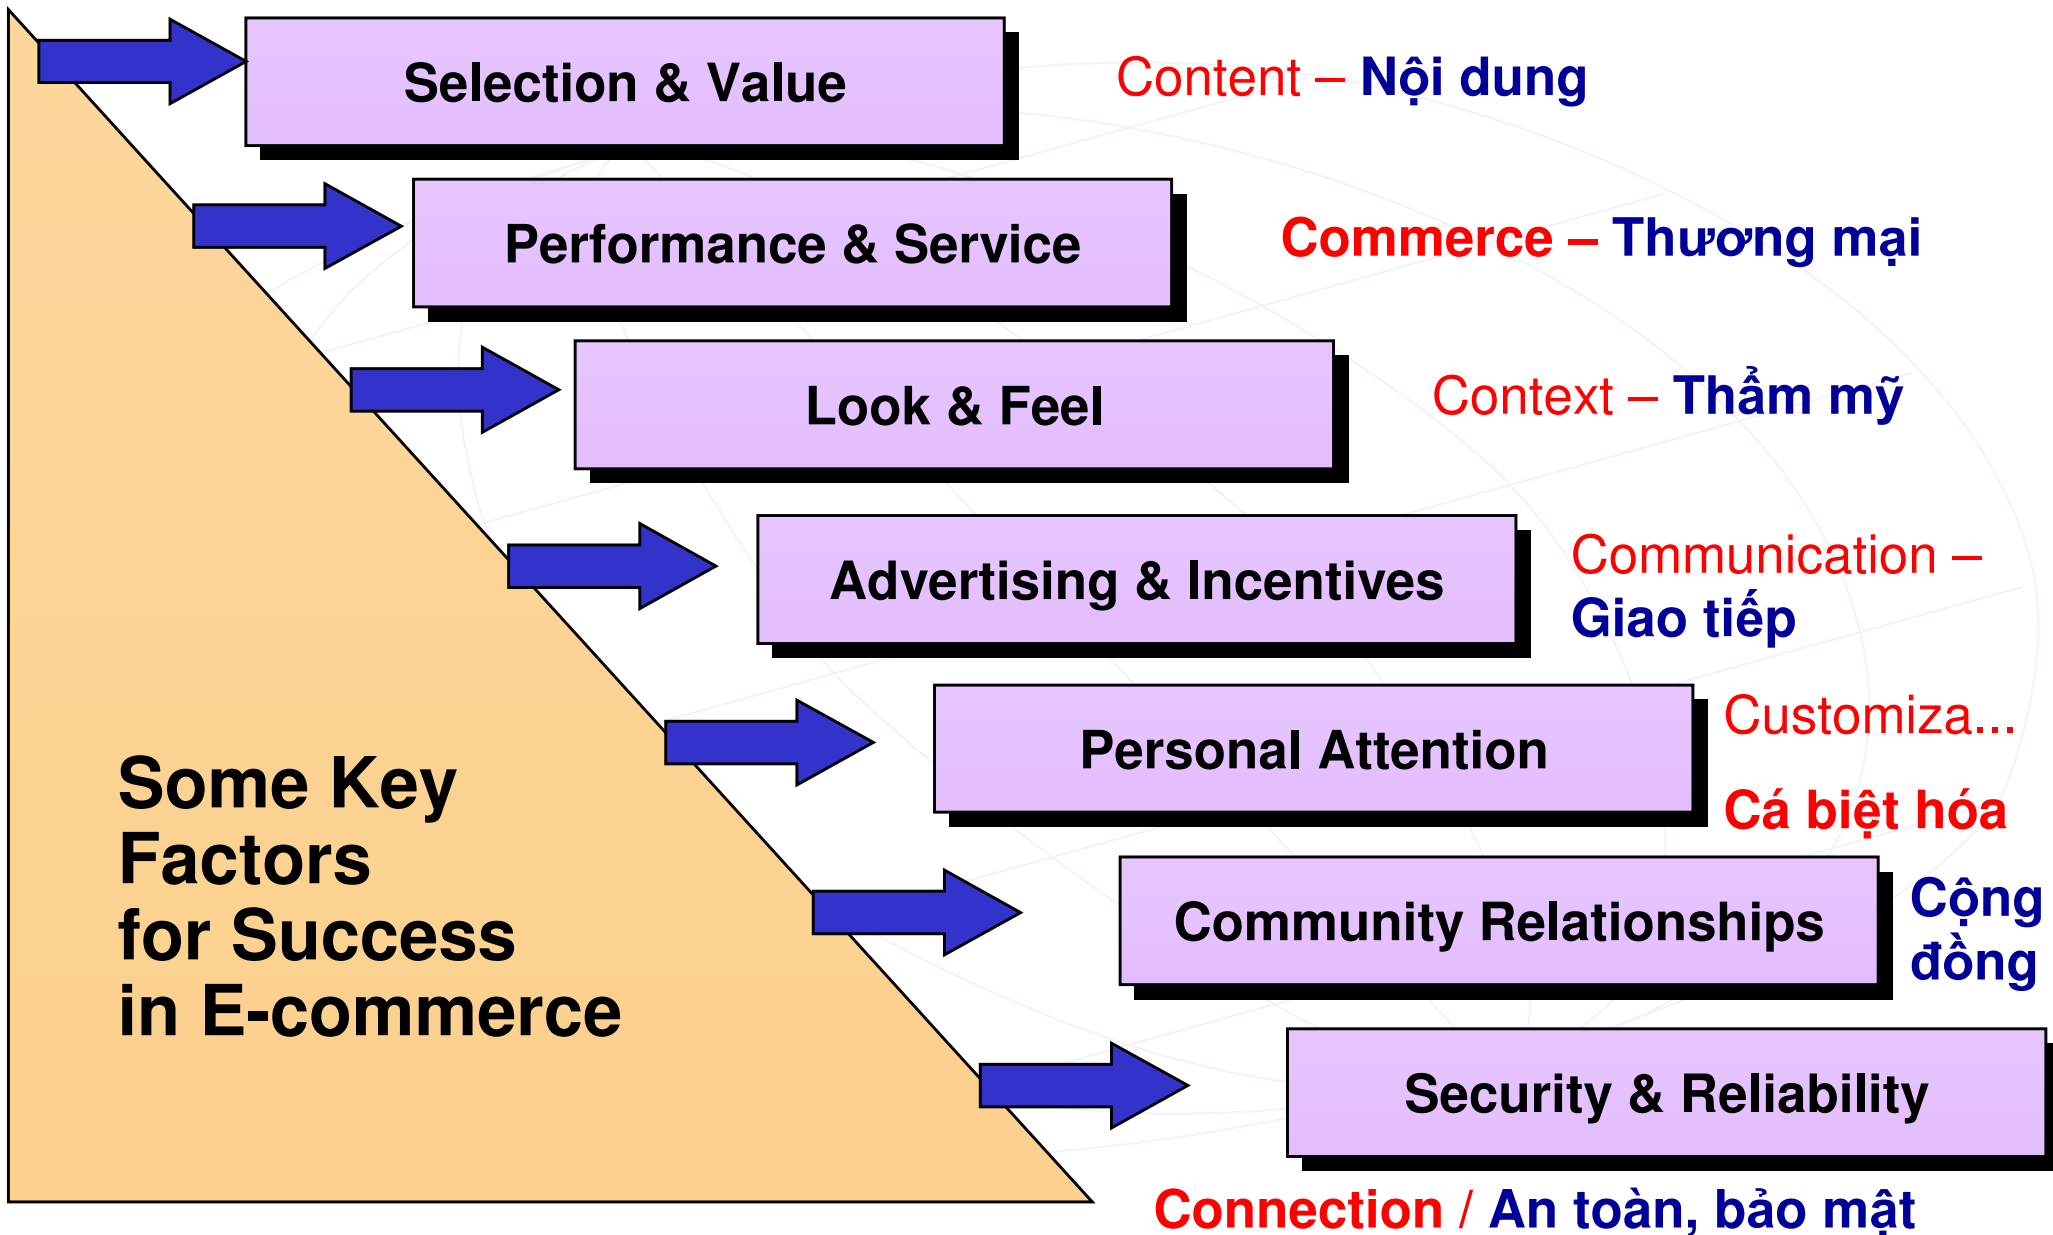 Selection & Value
Content – Nội dung
Performance & Service
Commerce – Thương mại
Look & Feel
Context – Thẩm mỹ
Advertising & Incentives
Communication –
Giao tiếp
Personal Attention
Customiza...
Cá biệt hóa
Community Relationships
Cộng
đồng
Security & Reliability
Connection / An toàn, bảo mật
Some Key
Factors
for Success
in E-commerce